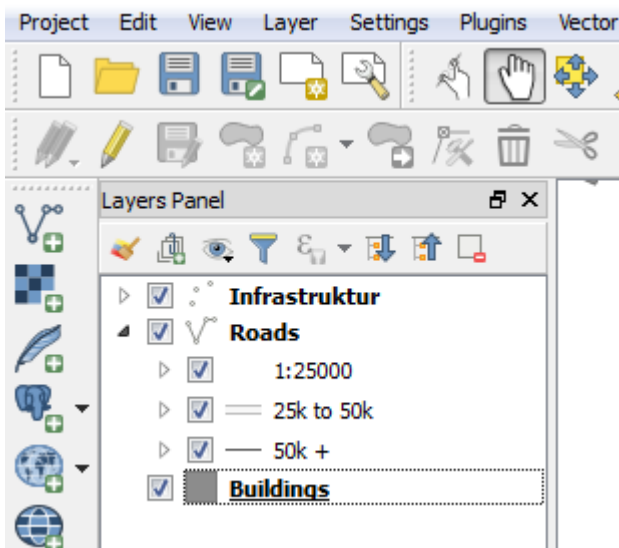 Project Edit View Layer Settings Plugins Vector
Layers Panel
Infrastruktur
Roads
1:25000
25k to 50k
50k +
Buildings